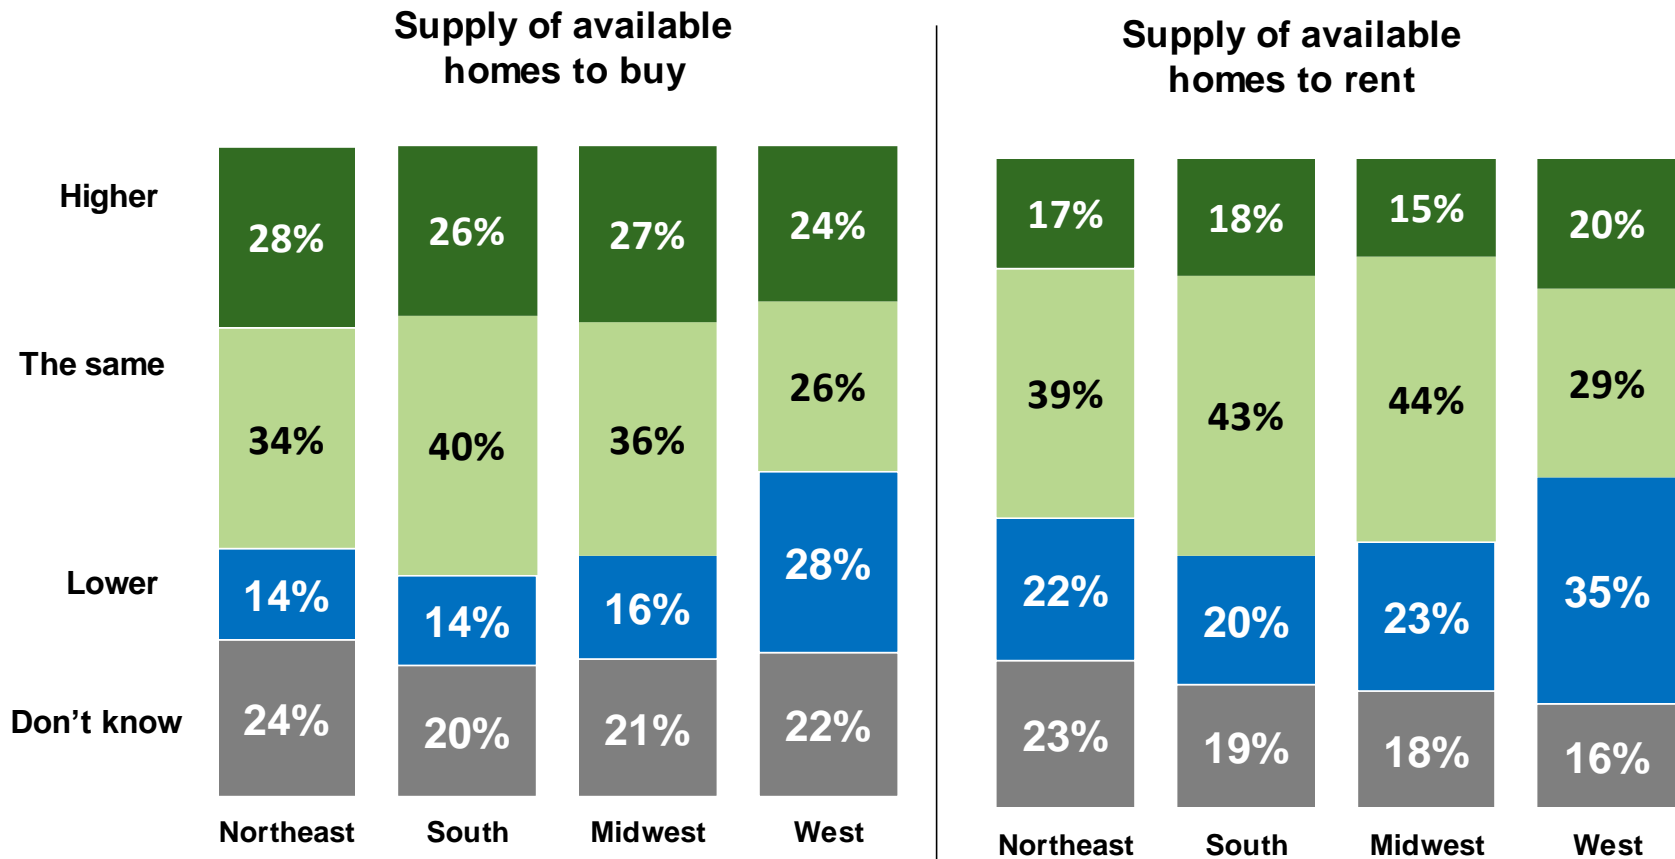 Supply of available
homes to buy
Supply of available
homes to rent
Higher
28%
26%
27%
24%
17%
18%
15%
20%
The same
34%
40%
36%
26%
39%
43%
44%
29%
Lower
14%
14%
16%
28%
22%
20%
23%
35%
Don’t know
24%
20%
21%
22%
23%
19%
18%
16%
Northeast
South
Midwest
West
Northeast
South
Midwest
West